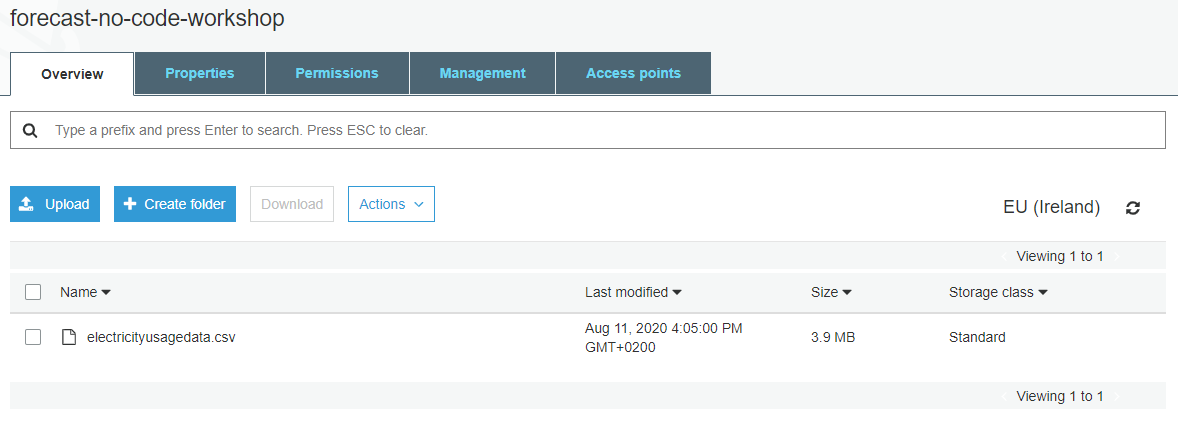 forecast-no-code-workshop
Overview Properties Permissions Management Access points
Type a prefix and press Enter to search. Press ESC to clear.
Upload Create folder Download Actions EU (Ireland)
Viewing 1 to 1
Name Last modified Size Storage class
electricityusagedata.csv Aug 11, 2020 4:05:00 PM GMT+0200 3.9 MB Standard
Viewing 1 to 1